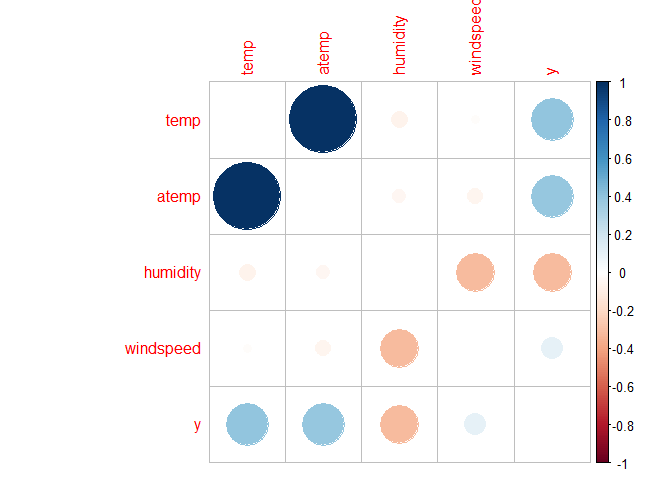 temp
atemp
humidity
windspeed
y
temp
atemp
humidity
windspeed
y
1
0.8
0.6
0.4
0.2
0
-0.2
-0.4
-0.6
-0.8
-1